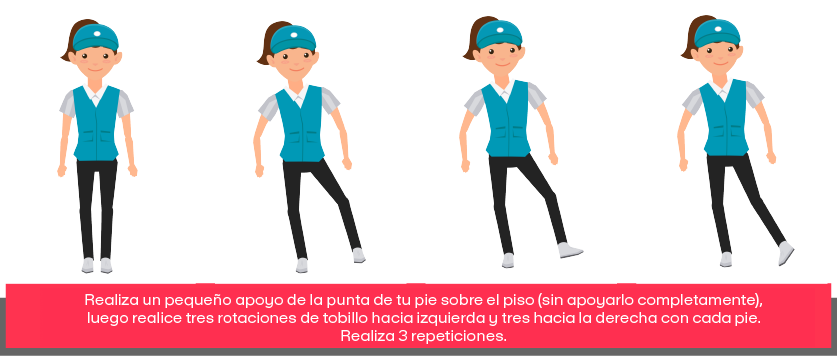 Realiza un pequeño apoyo de la punta de tu pie sobre el piso (sin apoyarlo completamente),
luego realice tres rotaciones de tobillo hacia izquierda y tres hacia la derecha con cada pie.
Realiza 3 repeticiones.